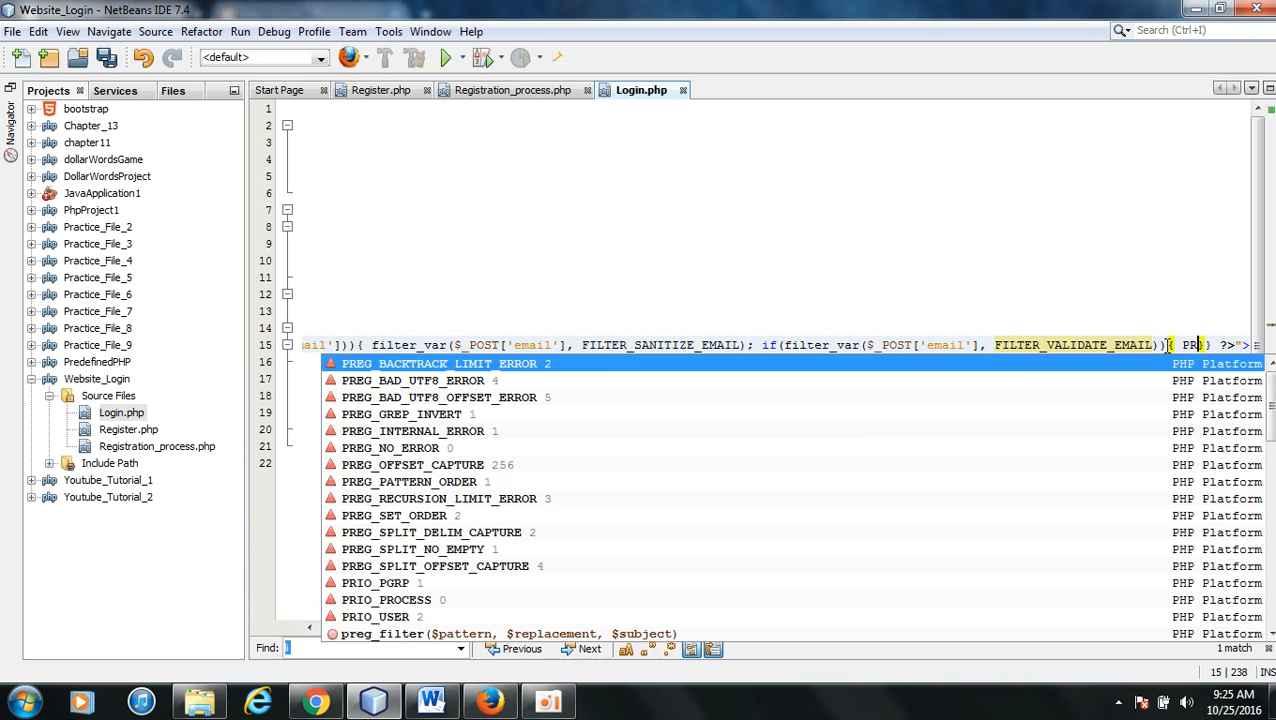 Website_Login - NetBeans IDE 7.4
File Edit View Navigate Source Refactor Run Debug Profile Team Tools Window Help
Search (Ctrl+I)
<default>
Projects Services Files
Start Page Register.php Registration_process.php Login.php
Navigator
bootstrap
Chapter_13
chapter11
dollarWordsGame
DollarWordsProject
JavaApplication1
PhpProject1
Practice_File_2
Practice_File_3
Practice_File_4
Practice_File_5
Practice_File_6
Practice_File_7
Practice_File_8
Practice_File_9
PredefinedPHP
Website_Login
Source Files
Login.php
Register.php
Registration_process.php
Include Path
Youtube_Tutorial_1
Youtube_Tutorial_2
1
2
3
4
5
6
7
8
9
10
11
12
13
14
15 ail'])){ filter_var($_POST['email'], FILTER_SANITIZE_EMAIL); if(filter_var($_POST['email'], FILTER_VALIDATE_EMAIL)){ PR}} ?>">
16
17
18
19
20
21
22
PREG_BACKTRACK_LIMIT_ERROR 2 PHP Platform
PREG_BAD_UTF8_ERROR 4 PHP Platform
PREG_BAD_UTF8_OFFSET_ERROR 5 PHP Platform
PREG_GREP_INVERT 1 PHP Platform
PREG_INTERNAL_ERROR 1 PHP Platform
PREG_NO_ERROR 0 PHP Platform
PREG_OFFSET_CAPTURE 256 PHP Platform
PREG_PATTERN_ORDER 1 PHP Platform
PREG_RECURSION_LIMIT_ERROR 3 PHP Platform
PREG_SET_ORDER 2 PHP Platform
PREG_SPLIT_DELIM_CAPTURE 2 PHP Platform
PREG_SPLIT_NO_EMPTY 1 PHP Platform
PREG_SPLIT_OFFSET_CAPTURE 4 PHP Platform
PRIO_PGRP 1 PHP Platform
PRIO_PROCESS 0 PHP Platform
PRIO_USER 2 PHP Platform
preg_filter($pattern, $replacement, $subject) PHP Platform
Find: Previous Next 1 match
15 | 238 INS
9:25 AM
10/25/2016